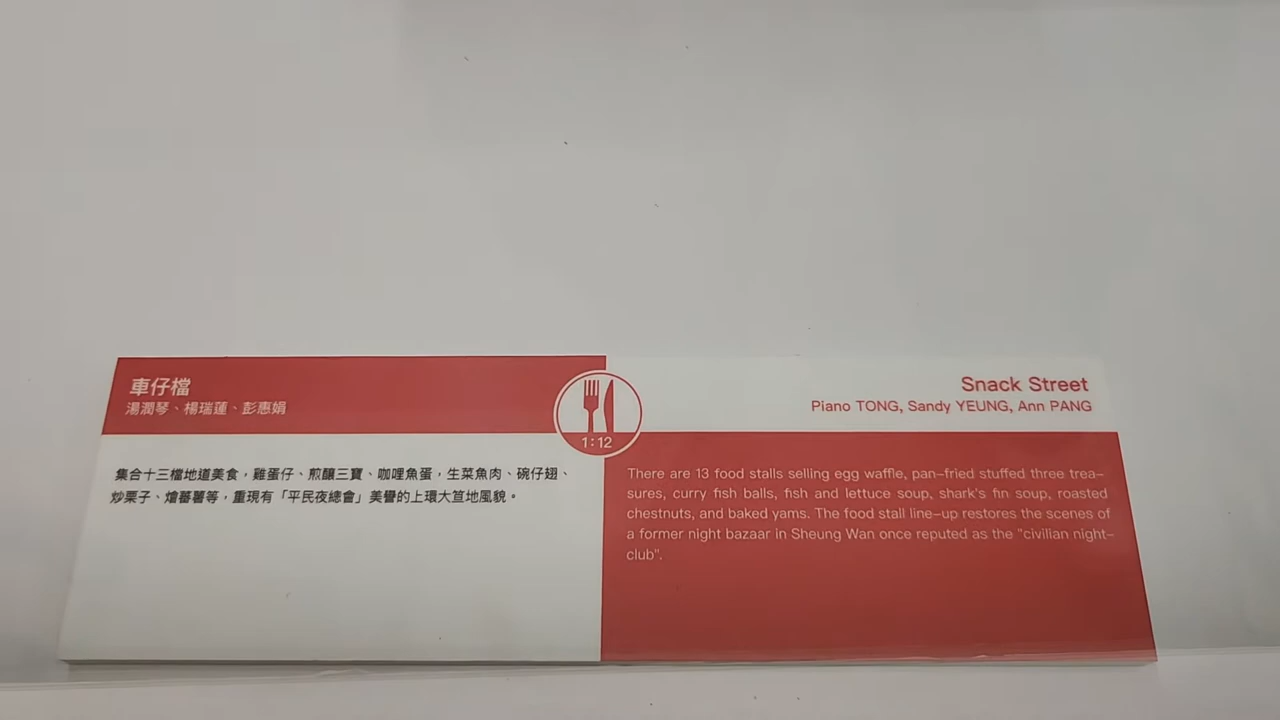 車仔檔
湯潤琴、楊瑞蓮、彭惠娟
集合十三檔地道美食，雞蛋仔、煎釀三寶、咖哩魚蛋，生菜魚肉、碗仔翅、
炒栗子、燴蕃薯等，重現有「平民夜總會」美譽的上環大笪地風貌。
1:12
Snack Street
Piano TONG, Sandy YEUNG, Ann PANG
There are 13 food stalls selling egg waffle, pan-fried stuffed three trea-
sures, curry fish balls, fish and lettuce soup, shark's fin soup, roasted
chestnuts, and baked yams. The food stall line-up restores the scenes of
a former night bazaar in Sheung Wan once reputed as the "civilian night-
club".